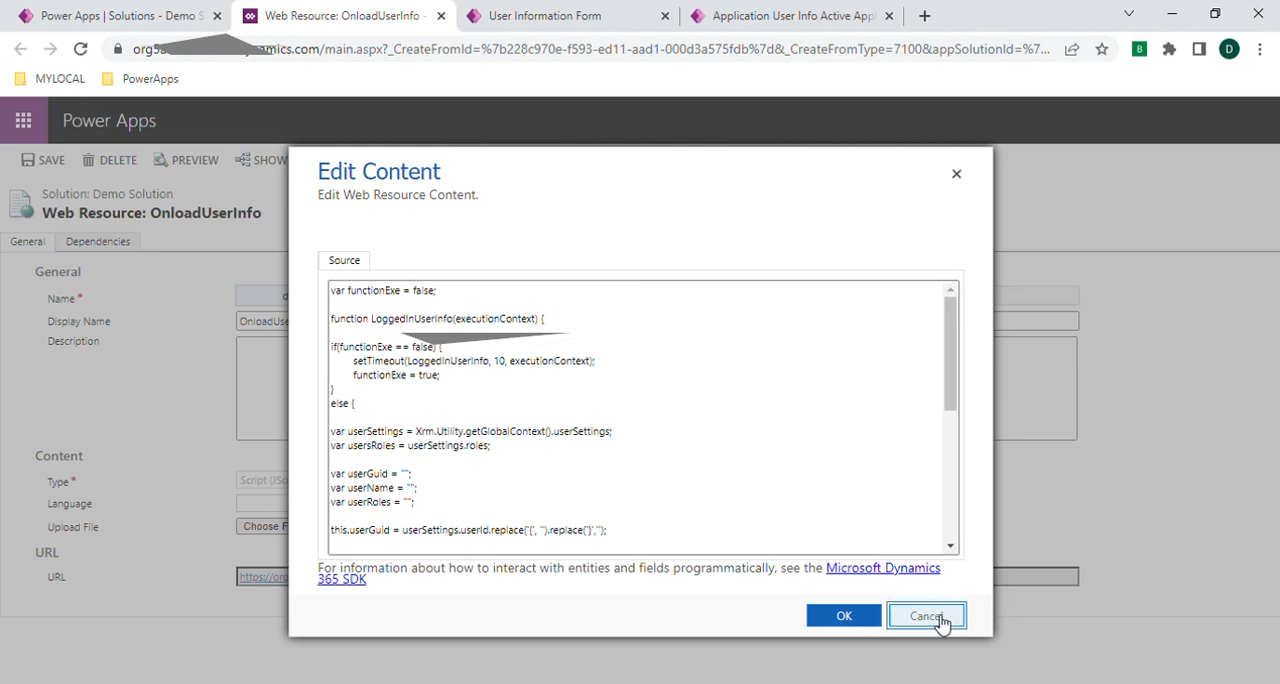 Power Apps | Solutions - Demo S
Web Resource: OnloadUserInfo -
User Information Form
Application User Info Active Appl
org5
ynamics.com/main.aspx?_CreateFromId=%7b228c970e-f593-ed11-aad1-000d3a575fdb%7d&_CreateFromType=7100&appSolutionId=%7...
B
D
MYLOCAL
PowerApps
Power Apps
SAVE
DELETE
PREVIEW
SHOW
Solution: Demo Solution
Web Resource: OnloadUserInfo
General
Dependencies
General
Name *
d
Display Name
OnloadUse
Description
Content
Type *
Script (JSc
Language
Upload File
Choose F
URL
URL
https://org
Edit Content
Edit Web Resource Content.
Source
var functionExe = false;
function LoggedInUserInfo(executionContext) {
if(functionExe == false) {
setTimeout(LoggedInUserInfo, 10, executionContext);
functionExe = true;
}
else {
var userSettings = Xrm.Utility.getGlobalContext().userSettings;
var usersRoles = userSettings.roles;
var userGuid = "";
var userName = "";
var userRoles = "";
this.userGuid = userSettings.userId.replace('{', '').replace('}','');
For information about how to interact with entities and fields programmatically, see the Microsoft Dynamics
365 SDK
OK
Cancel